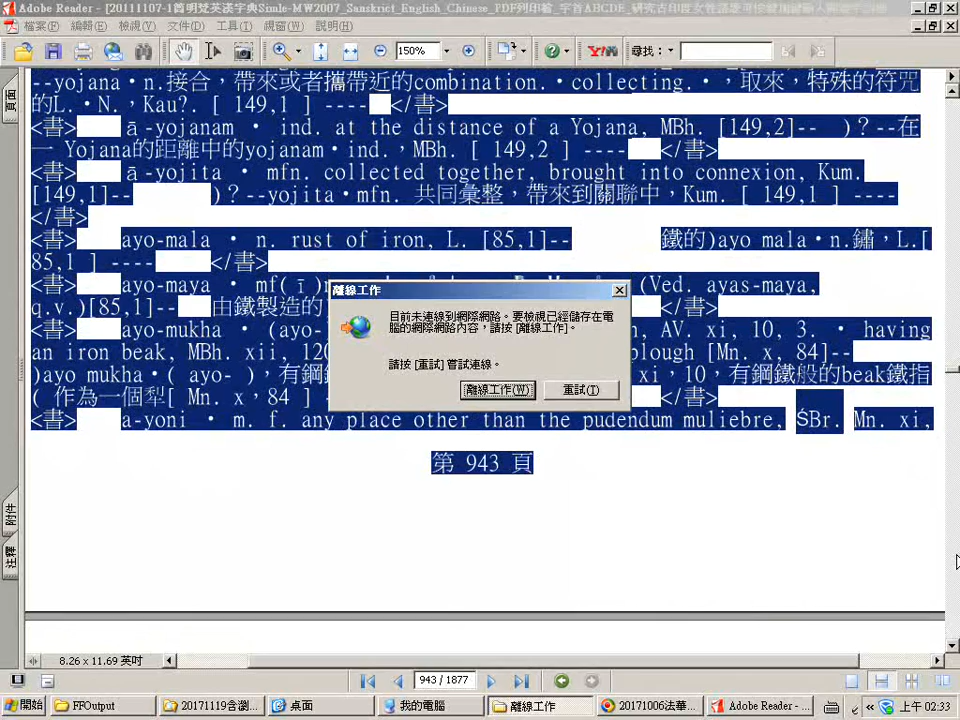 Adobe Reader - [20111107-1首明梵英漢字典Simle-MW2007_Sanskrict_English_Chinese_PDF列印檔_字首ABCDE_研究古印度女性
檔案(F) 編輯(E) 檢視(V) 文件(D) 工具(T) 視窗(W) 說明(H)
150% Y! 尋找：
頁面
--yojana‧n.接合，帶來或者攜帶近的combination.‧collecting.‧，取來，特殊的符咒
的L.‧N.，Kau?. [ 149,1 ] ---- </書>
<書> ā-yojanam ‧ ind. at the distance of a Yojana, MBh. [149,2]-- )？--在
一 Yojana的距離中的yojanam‧ind.，MBh. [ 149,2 ] ---- </書>
<書> ā-yojita ‧ mfn. collected together, brought into connexion, Kum.
[149,1]-- )？--yojita‧mfn. 共同彙整，帶來到關聯中，Kum. [ 149,1 ] ----
</書>
<書> ayo-mala ‧ n. rust of iron, L. [85,1]-- 鐵的)ayo mala‧n.鏽，L.[
85,1 ] ---- </書>
<書> ayo-maya ‧ mf(ī)n (Ved. ayas-maya,
q.v.)[85,1]-- 由鐵製造的 </書>
<書> ayo-mukha ‧ (ayo- n, AV. xi, 10, 3. ‧ having
an iron beak, MBh. xii, 120 plough [Mn. x, 84]--
)ayo mukha‧( ayo- )，有鋼 xi，10，有鋼鐵般的beak鐵指
( 作為一個犁[ Mn. x，84 ] </書>
<書> a-yoni ‧ m. f. any place other than the pudendum muliebre, ŚBr. Mn. xi,
第 943 頁
離線工作
目前未連線到網際網路。要檢視已經儲存在電
腦的網際網路內容，請按 [離線工作]。
請按 [重試] 嘗試連線。
離線工作(W) 重試(T)
附件
注釋
8.26 x 11.69 英吋
943 / 1877
開始 FFOutput 20171119含瀏... 桌面 我的電腦 離線工作 20171006法華... Adobe Reader - ... 上午 02:33